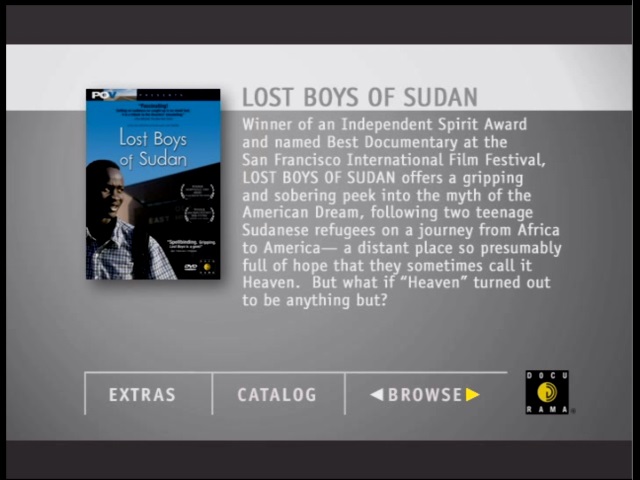 LOST BOYS OF SUDAN
Winner of an Independent Spirit Award
and named Best Documentary at the
San Francisco International Film Festival,
LOST BOYS OF SUDAN offers a gripping
and sobering peek into the myth of the
American Dream, following two teenage
Sudanese refugees on a journey from Africa
to America— a distant place so presumably
full of hope that they sometimes call it
Heaven.  But what if “Heaven” turned out
to be anything but?
POV PRESENTS
"Fascinating!
Lost Boys
of Sudan
EAST
"Spellbinding, Gripping.
DVD
EXTRAS
CATALOG
BROWSE
DOCU
RAMA